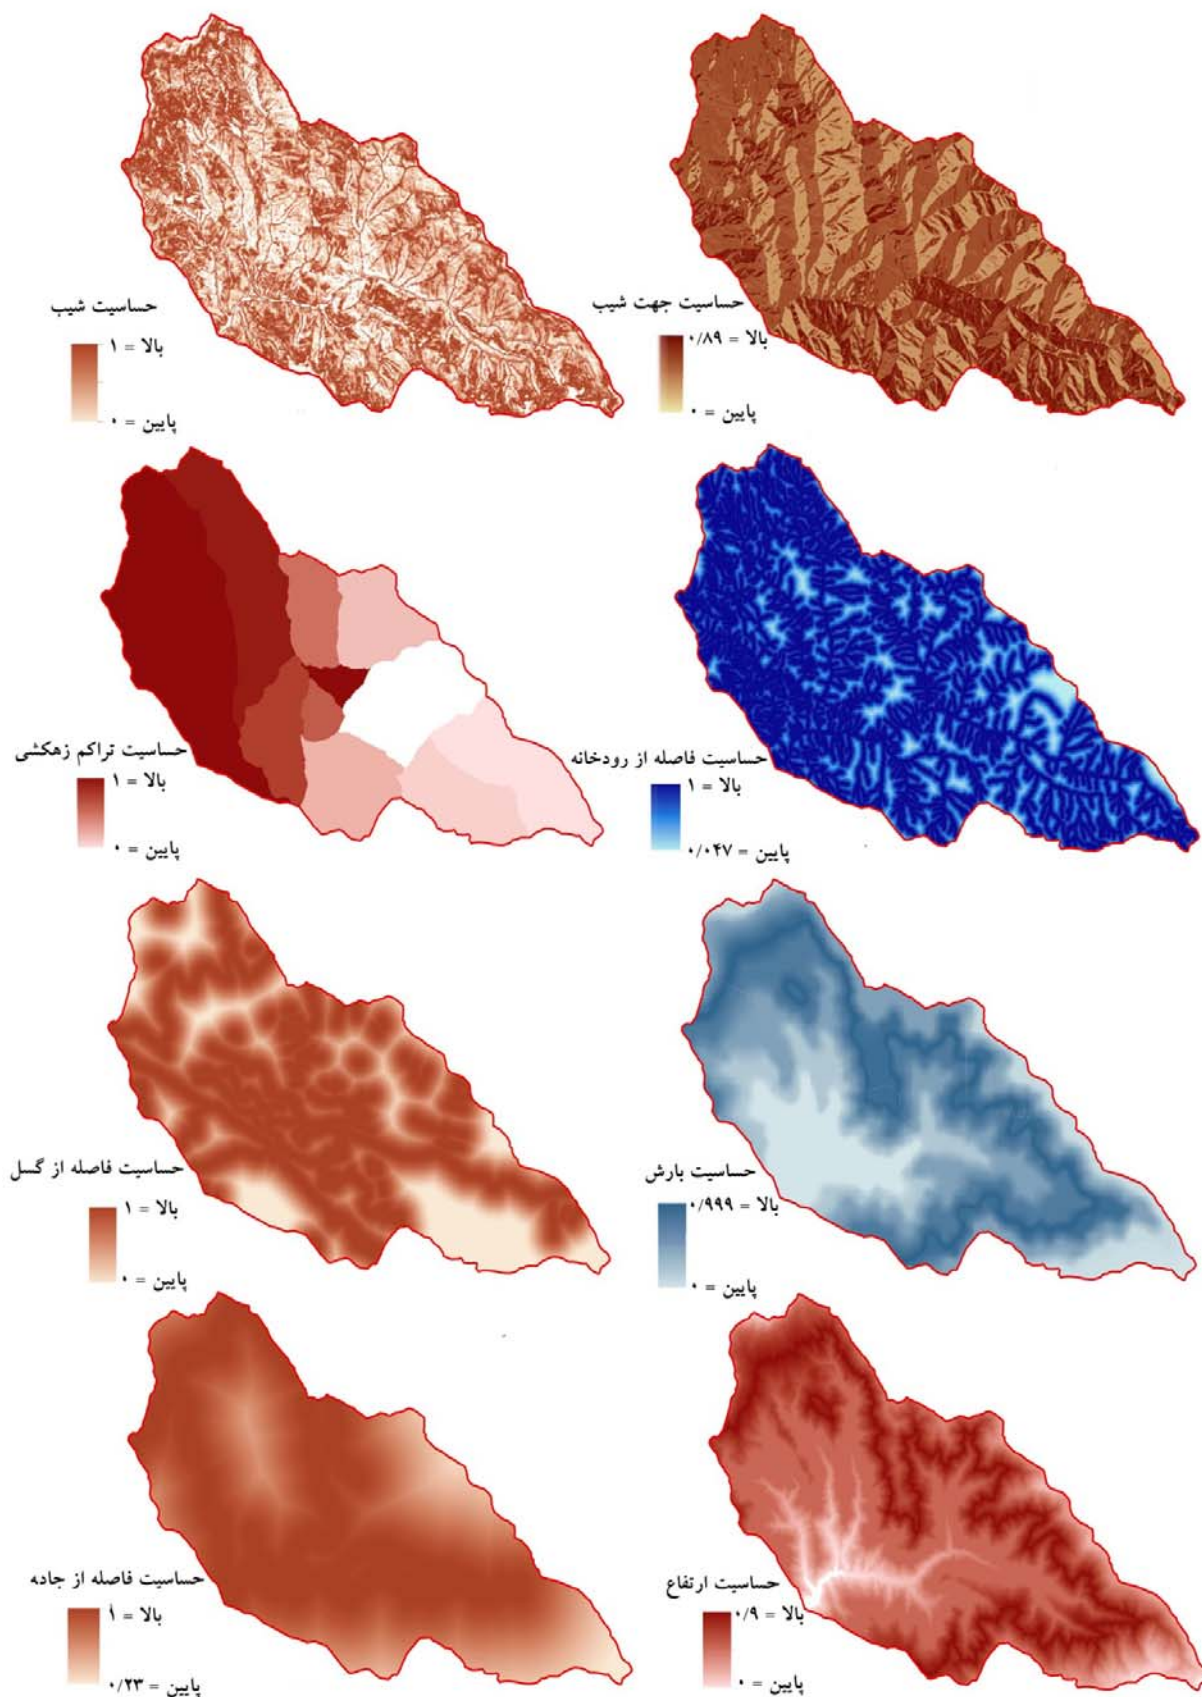 حساسیت شیب
بالا = ۱
پایین = ۰
حساسیت جهت شیب
بالا = ۰/۸۹
پایین = ۰
حساسیت تراکم زهکشی
بالا = ۱
پایین = ۰
حساسیت فاصله از رودخانه
بالا = ۱
پایین = ۰/۰۴۷
حساسیت فاصله از گسل
بالا = ۱
پایین = ۰
حساسیت بارش
بالا = ۰/۹۹۹
پایین = ۰
حساسیت فاصله از جاده
بالا = ۱
پایین = ۰/۲۳
حساسیت ارتفاع
بالا = ۰/۹
پایین = ۰